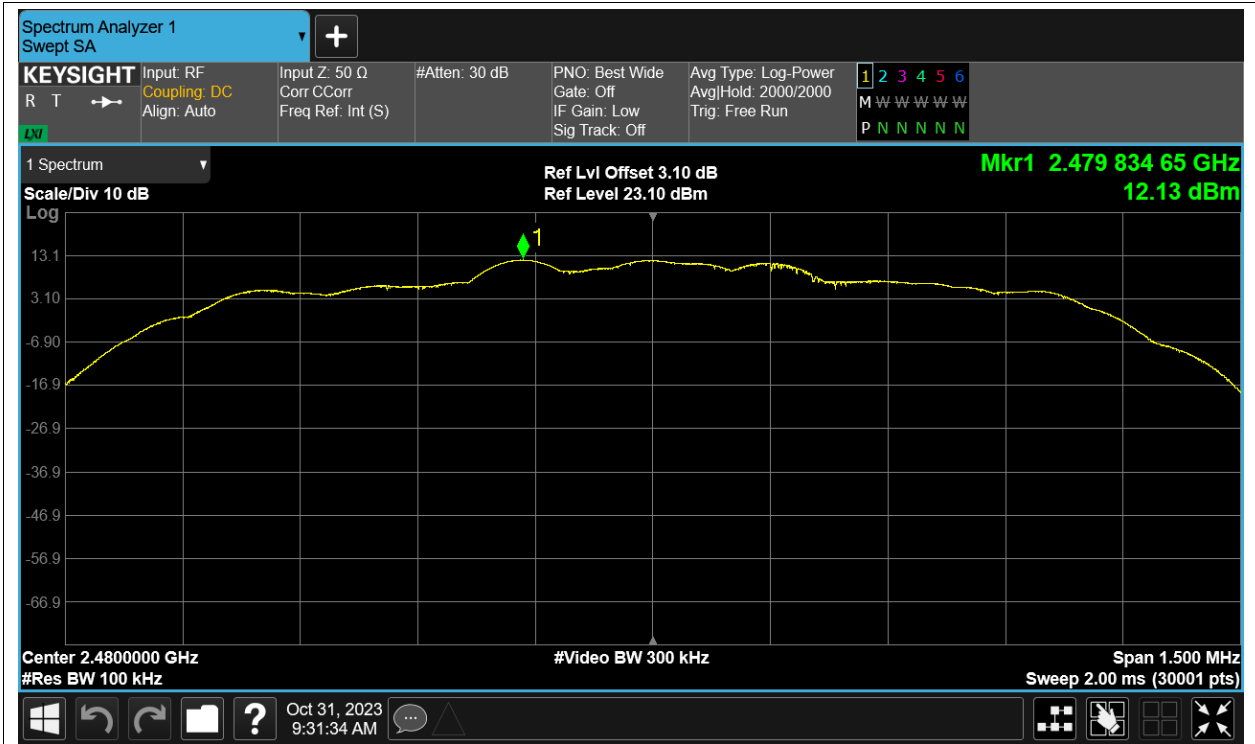 Spectrum Analyzer 1
Swept SA
KEYSIGHT
R T
LXI
Input: RF
Coupling: DC
Align: Auto
Input Z: 50 Ω
Corr CCorr
Freq Ref: Int (S)
#Atten: 30 dB
PNO: Best Wide
Gate: Off
IF Gain: Low
Sig Track: Off
Avg Type: Log-Power
Avg|Hold: 2000/2000
Trig: Free Run
1 2 3 4 5 6
M W W W W W
P N N N N N
1 Spectrum
Scale/Div 10 dB
Log
Ref Lvl Offset 3.10 dB
Ref Level 23.10 dBm
Mkr1 2.479 834 65 GHz
12.13 dBm
1
13.1
3.10
-6.90
-16.9
-26.9
-36.9
-46.9
-56.9
-66.9
Center 2.4800000 GHz
#Video BW 300 kHz
Span 1.500 MHz
#Res BW 100 kHz
Sweep 2.00 ms (30001 pts)
?
Oct 31, 2023
9:31:34 AM